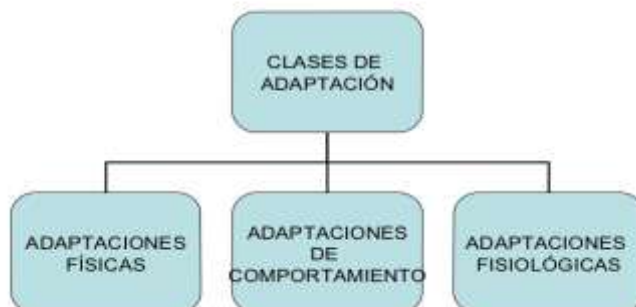 CLASES DE
ADAPTACIÓN
ADAPTACIONES
FÍSICAS
ADAPTACIONES
DE
COMPORTAMIENTO
ADAPTACIONES
FISIOLÓGICAS